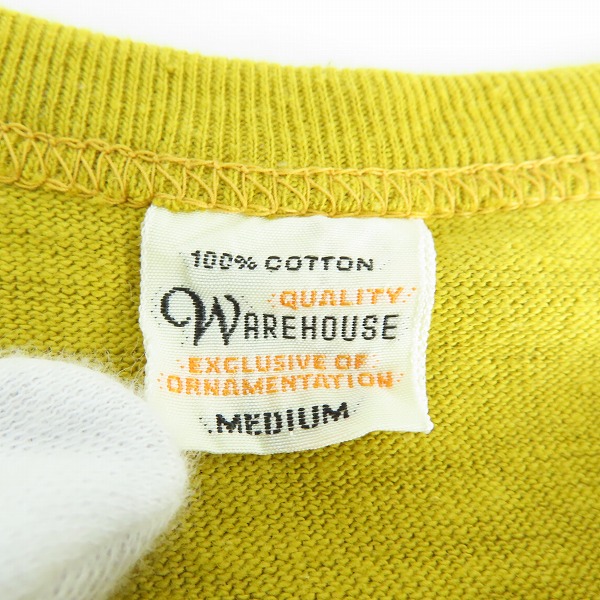 100% COTTON
QUALITY
WAREHOUSE
EXCLUSIVE OF
ORNAMENTATION
MEDIUM